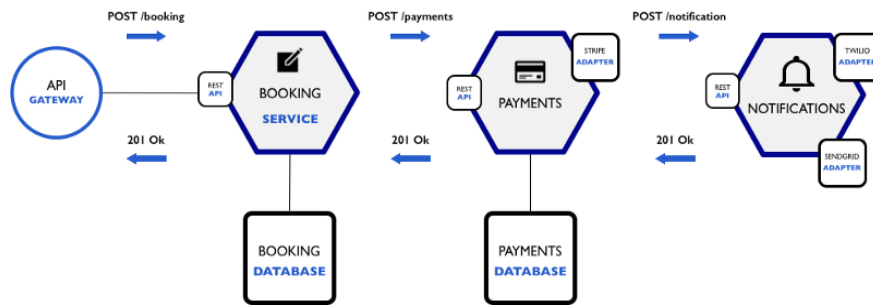 POST /booking
POST /payments
POST /notification
API
GATEWAY
REST
API
BOOKING
SERVICE
REST
API
PAYMENTS
STRIPE
ADAPTER
REST
API
NOTIFICATIONS
TWILIO
ADAPTER
SENDGRID
ADAPTER
201 Ok
201 Ok
201 Ok
BOOKING
DATABASE
PAYMENTS
DATABASE